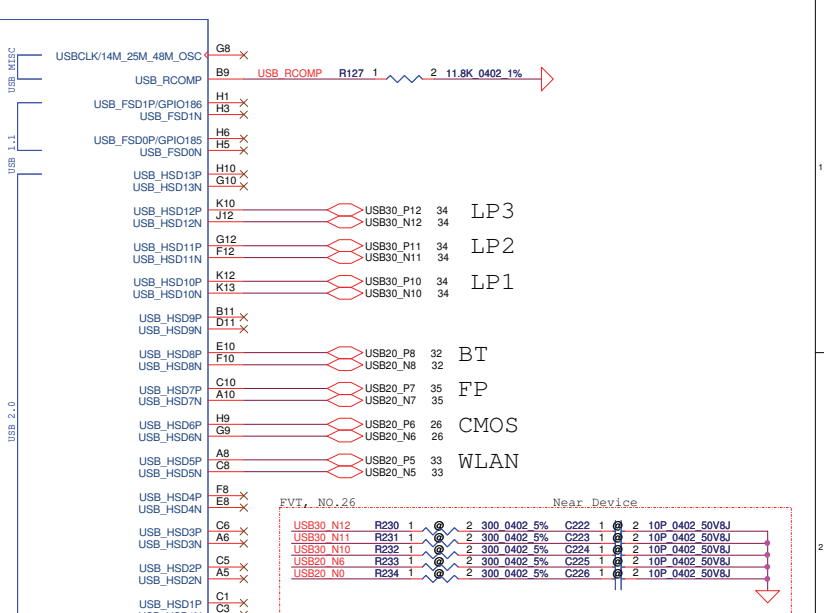 USB MISC
USBCLK/14M_25M_48M_OSC G8
USB_RCOMP B9 USB_RCOMP R127 1 2 11.8K_0402_1%
USB 1.1
USB_FSD1P/GPIO186 H1
USB_FSD1N H3
USB_FSD0P/GPIO185 H6
USB_FSD0N H5
USB 2.0
USB_HSD13P H10
USB_HSD13N G10
USB_HSD12P K10 USB30_P12 34 LP3
USB_HSD12N J12 USB30_N12 34
USB_HSD11P G12 USB30_P11 34 LP2
USB_HSD11N F12 USB30_N11 34
USB_HSD10P K12 USB30_P10 34 LP1
USB_HSD10N K13 USB30_N10 34
USB_HSD9P B11
USB_HSD9N D11
USB_HSD8P E10 USB20_P8 32 BT
USB_HSD8N F10 USB20_N8 32
USB_HSD7P C10 USB20_P7 35 FP
USB_HSD7N A10 USB20_N7 35
USB_HSD6P H9 USB20_P6 26 CMOS
USB_HSD6N G9 USB20_N6 26
USB_HSD5P A8 USB20_P5 33 WLAN
USB_HSD5N C8 USB20_N5 33
USB_HSD4P F8
USB_HSD4N E8
USB_HSD3P C6
USB_HSD3N A6
USB_HSD2P C5
USB_HSD2N A5
USB_HSD1P C1
C3
FVT, NO.26 Near Device
USB30_N12 R230 1 @ 2 300_0402_5% C222 1 @ 2 10P_0402_50V8J
USB30_N11 R231 1 @ 2 300_0402_5% C223 1 @ 2 10P_0402_50V8J
USB30_N10 R232 1 @ 2 300_0402_5% C224 1 @ 2 10P_0402_50V8J
USB20_N6 R233 1 @ 2 300_0402_5% C225 1 @ 2 10P_0402_50V8J
USB20_N0 R234 1 @ 2 300_0402_5% C226 1 @ 2 10P_0402_50V8J
1
2